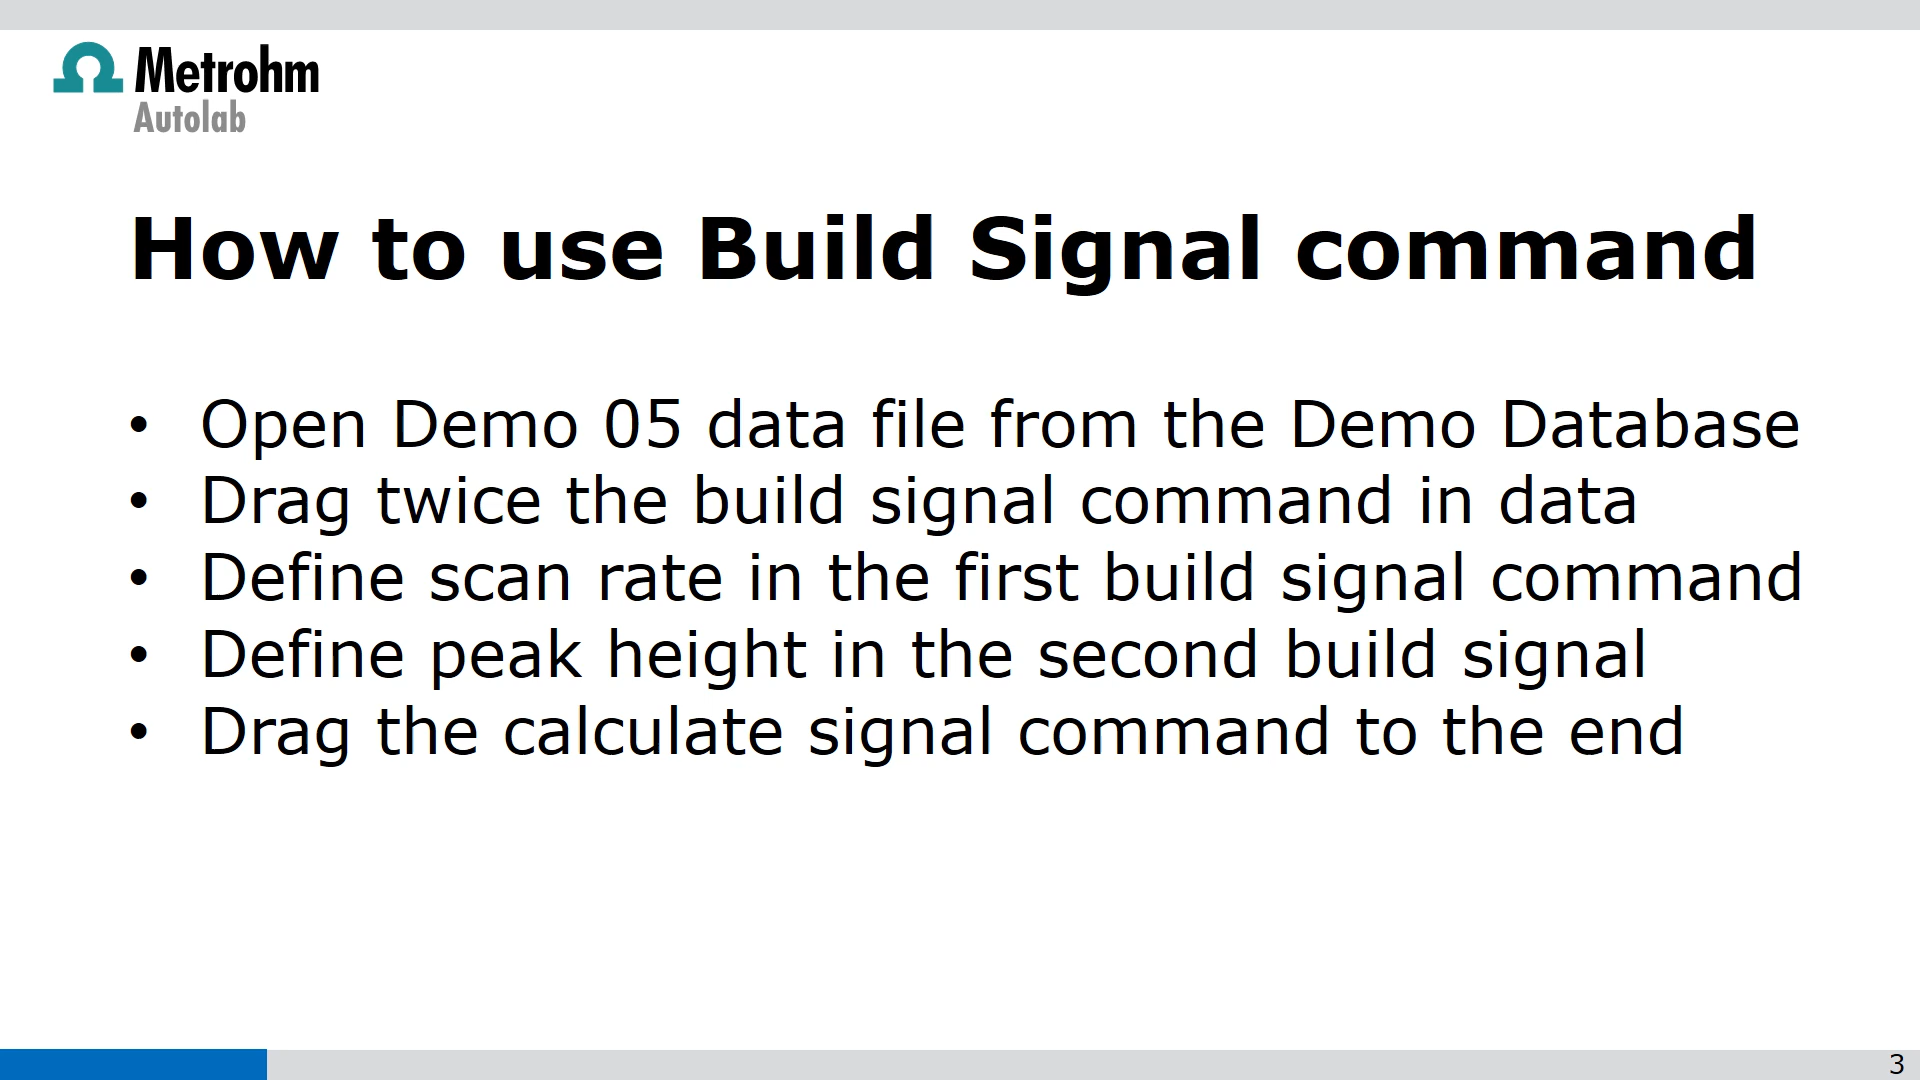 Metrohm
Autolab
How to use Build Signal command
• Open Demo 05 data file from the Demo Database
• Drag twice the build signal command in data
• Define scan rate in the first build signal command
• Define peak height in the second build signal
• Drag the calculate signal command to the end
3